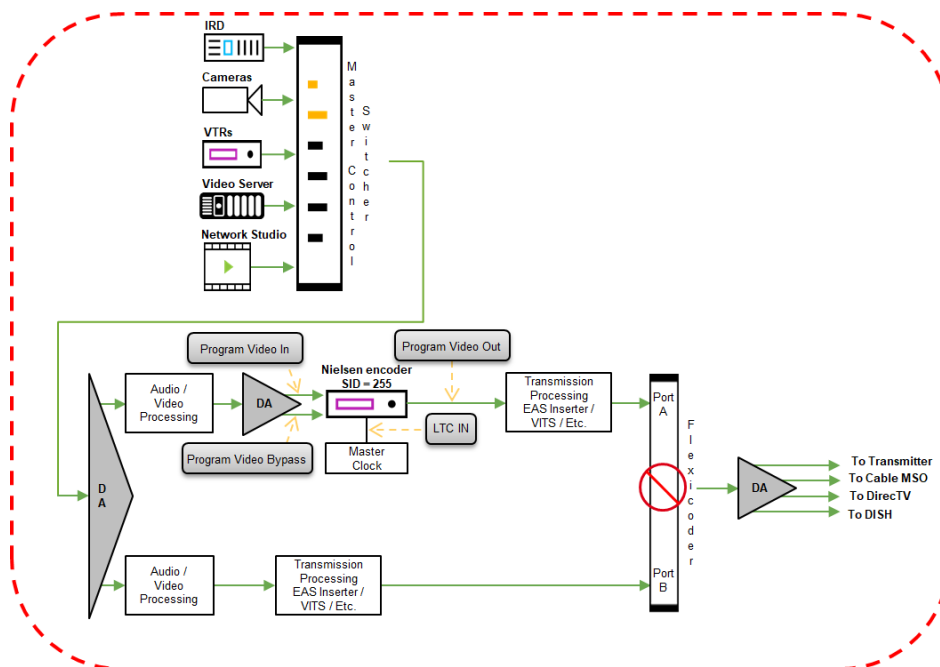 IRD
Cameras
VTRs
Video Server
Network Studio
Master Control
Switcher
Program Video In
Program Video Out
Nielsen encoder
SID = 255
Audio /
Video
Processing
DA
Transmission
Processing
EAS Inserter /
VITS / Etc.
Port
A
LTC IN
Program Video Bypass
Master
Clock
Flexicoder
D
A
DA
To Transmitter
To Cable MSO
To DirecTV
To DISH
Audio /
Video
Processing
Transmission
Processing
EAS Inserter /
VITS / Etc.
Port
B